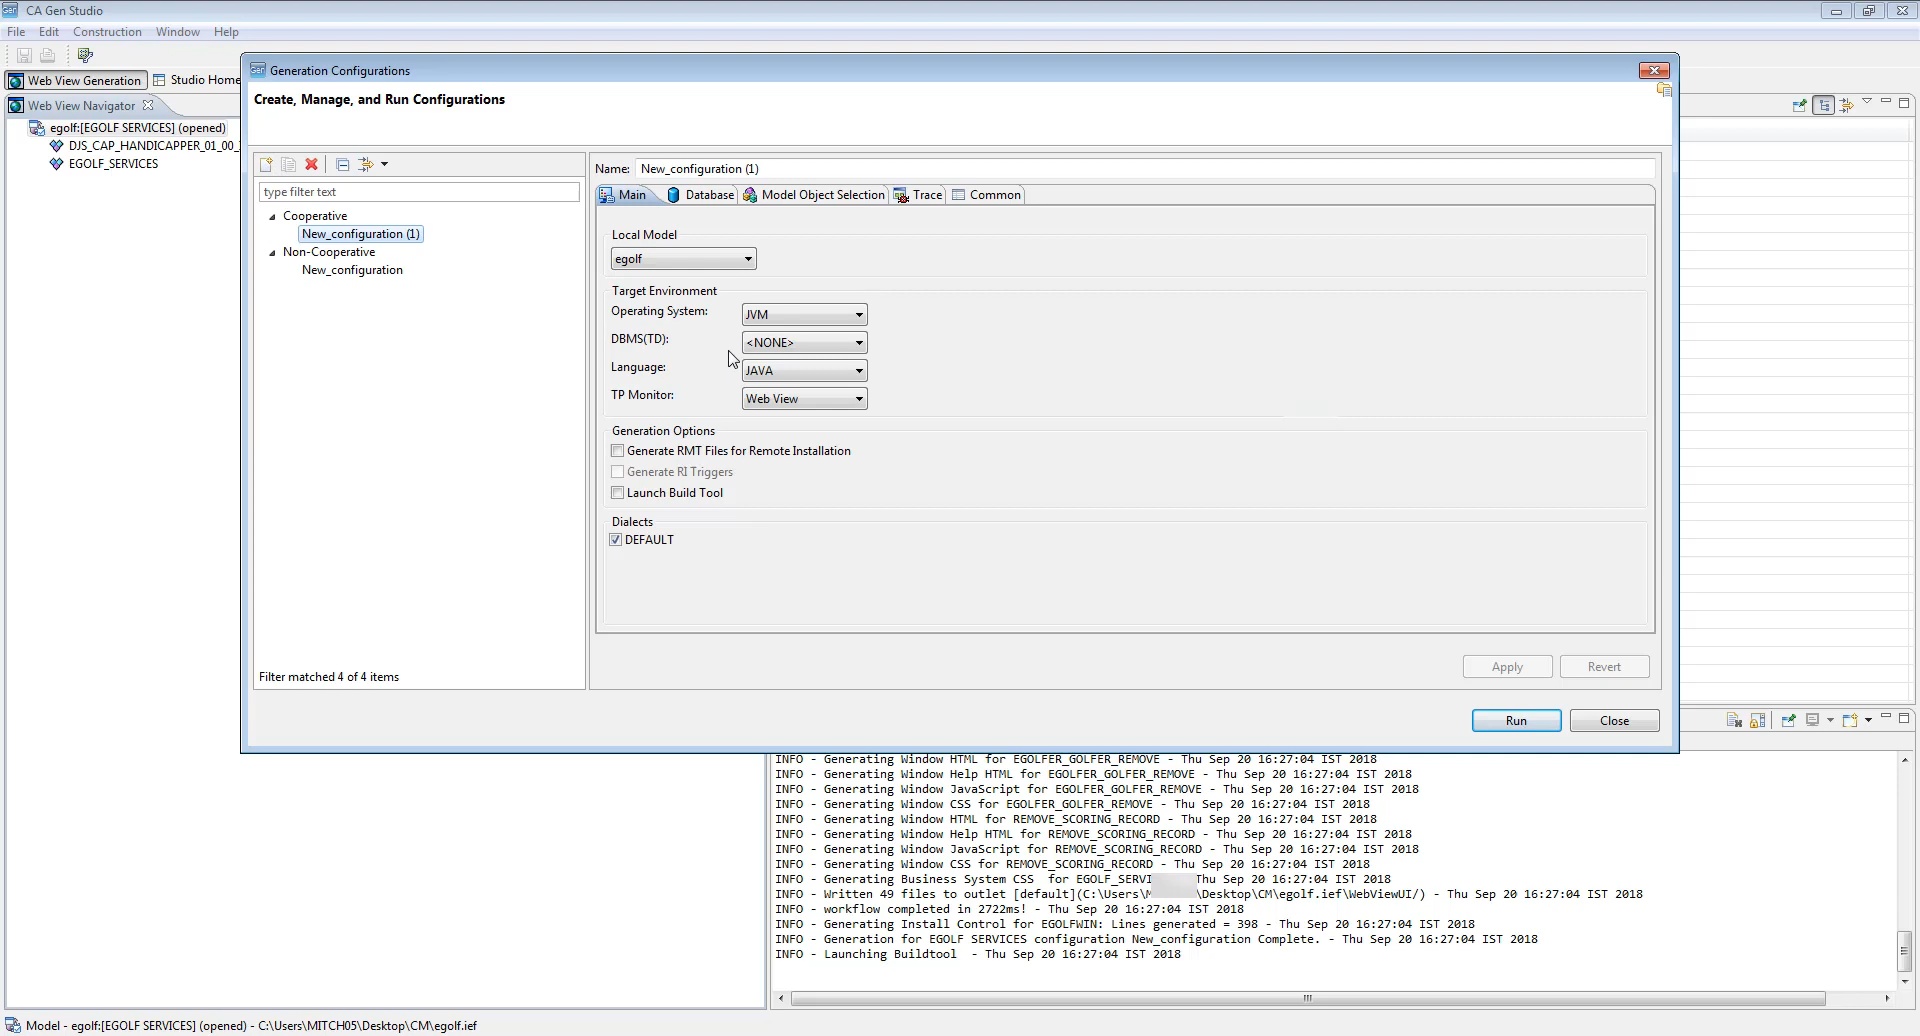 Gen CA Gen Studio
File Edit Construction Window Help
Web View Generation Studio Home
Web View Navigator
egolf:[EGOLF SERVICES] (opened)
DJS_CAP_HANDICAPPER_01_00_
EGOLF_SERVICES
Gen Generation Configurations
Create, Manage, and Run Configurations
type filter text
Cooperative
New_configuration (1)
Non-Cooperative
New_configuration
Filter matched 4 of 4 items
Name: New_configuration (1)
Main Database Model Object Selection Trace Common
Local Model
egolf
Target Environment
Operating System: JVM
DBMS(TD): <NONE>
Language: JAVA
TP Monitor: Web View
Generation Options
Generate RMT Files for Remote Installation
Generate RI Triggers
Launch Build Tool
Dialects
DEFAULT
Apply Revert
Run Close
INFO - Generating Window HTML for EGOLFER_GOLFER_REMOVE - Thu Sep 20 16:27:04 IST 2018
INFO - Generating Window Help HTML for EGOLFER_GOLFER_REMOVE - Thu Sep 20 16:27:04 IST 2018
INFO - Generating Window JavaScript for EGOLFER_GOLFER_REMOVE - Thu Sep 20 16:27:04 IST 2018
INFO - Generating Window CSS for EGOLFER_GOLFER_REMOVE - Thu Sep 20 16:27:04 IST 2018
INFO - Generating Window HTML for REMOVE_SCORING_RECORD - Thu Sep 20 16:27:04 IST 2018
INFO - Generating Window Help HTML for REMOVE_SCORING_RECORD - Thu Sep 20 16:27:04 IST 2018
INFO - Generating Window JavaScript for REMOVE_SCORING_RECORD - Thu Sep 20 16:27:04 IST 2018
INFO - Generating Window CSS for REMOVE_SCORING_RECORD - Thu Sep 20 16:27:04 IST 2018
INFO - Generating Business System CSS for EGOLF_SERVI Thu Sep 20 16:27:04 IST 2018
INFO - Written 49 files to outlet [default](C:\Users\ \Desktop\CM\egolf.ief\WebViewUI/) - Thu Sep 20 16:27:04 IST 2018
INFO - workflow completed in 2722ms! - Thu Sep 20 16:27:04 IST 2018
INFO - Generating Install Control for EGOLFWIN: Lines generated = 398 - Thu Sep 20 16:27:04 IST 2018
INFO - Generation for EGOLF SERVICES configuration New_configuration Complete. - Thu Sep 20 16:27:04 IST 2018
INFO - Launching Buildtool - Thu Sep 20 16:27:04 IST 2018
Model - egolf:[EGOLF SERVICES] (opened) - C:\Users\MITCH05\Desktop\CM\egolf.ief